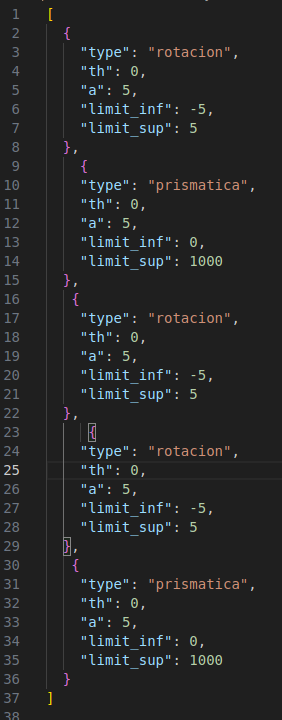 1 [
2 {
3 "type": "rotacion",
4 "th": 0,
5 "a": 5,
6 "limit_inf": -5,
7 "limit_sup": 5
8 },
9 {
10 "type": "prismatica",
11 "th": 0,
12 "a": 5,
13 "limit_inf": 0,
14 "limit_sup": 1000
15 },
16 {
17 "type": "rotacion",
18 "th": 0,
19 "a": 5,
20 "limit_inf": -5,
21 "limit_sup": 5
22 },
23 {
24 "type": "rotacion",
25 "th": 0,
26 "a": 5,
27 "limit_inf": -5,
28 "limit_sup": 5
29 },
30 {
31 "type": "prismatica",
32 "th": 0,
33 "a": 5,
34 "limit_inf": 0,
35 "limit_sup": 1000
36 }
37 ]
38